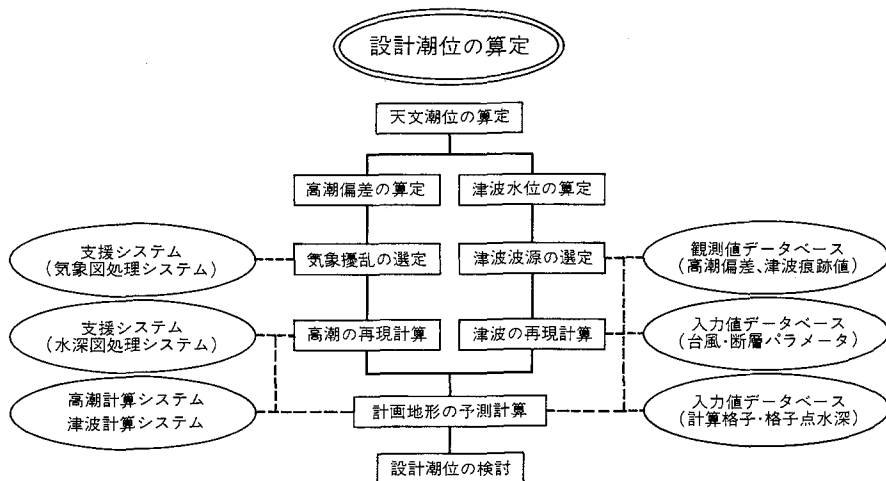 設計潮位の算定
天文潮位の算定
高潮偏差の算定
津波水位の算定
支援システム
(気象図処理システム)
気象擾乱の選定
津波波源の選定
観測値データベース
(高潮偏差、津波痕跡値)
支援システム
(水深図処理システム)
高潮の再現計算
津波の再現計算
入力値データベース
(台風・断層パラメータ)
高潮計算システム
津波計算システム
計画地形の予測計算
入力値データベース
(計算格子・格子点水深)
設計潮位の検討